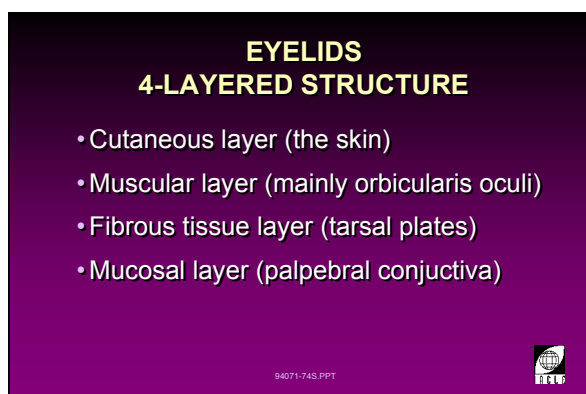 EYELIDS
4-LAYERED STRUCTURE
• Cutaneous layer (the skin)
• Muscular layer (mainly orbicularis oculi)
• Fibrous tissue layer (tarsal plates)
• Mucosal layer (palpebral conjuctiva)
94071-74S.PPT
IACLE